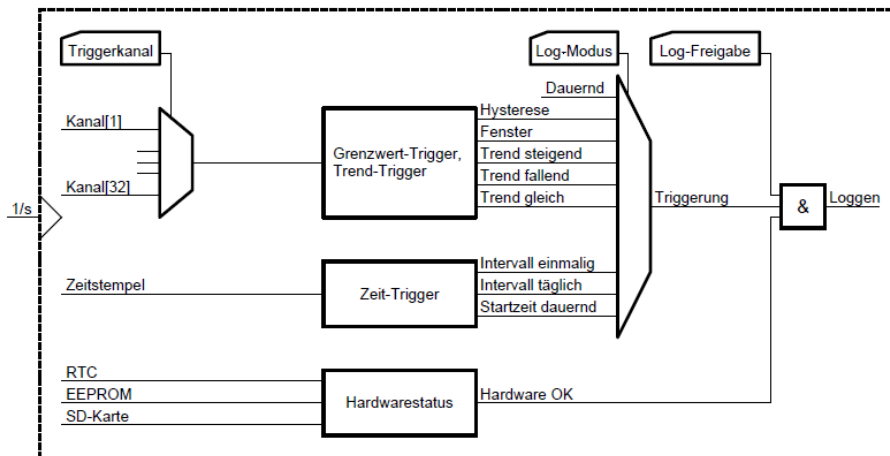 Triggerkanal
Log-Modus
Log-Freigabe
Dauernd
Kanal[1]
Hysterese
Fenster
Grenzwert-Trigger,
Trend-Trigger
Trend steigend
Trend fallend
Kanal[32]
Trend gleich
Triggerung
&
Loggen
1/s
Zeitstempel
Zeit-Trigger
Intervall einmalig
Intervall täglich
Startzeit dauernd
RTC
EEPROM
SD-Karte
Hardwarestatus
Hardware OK